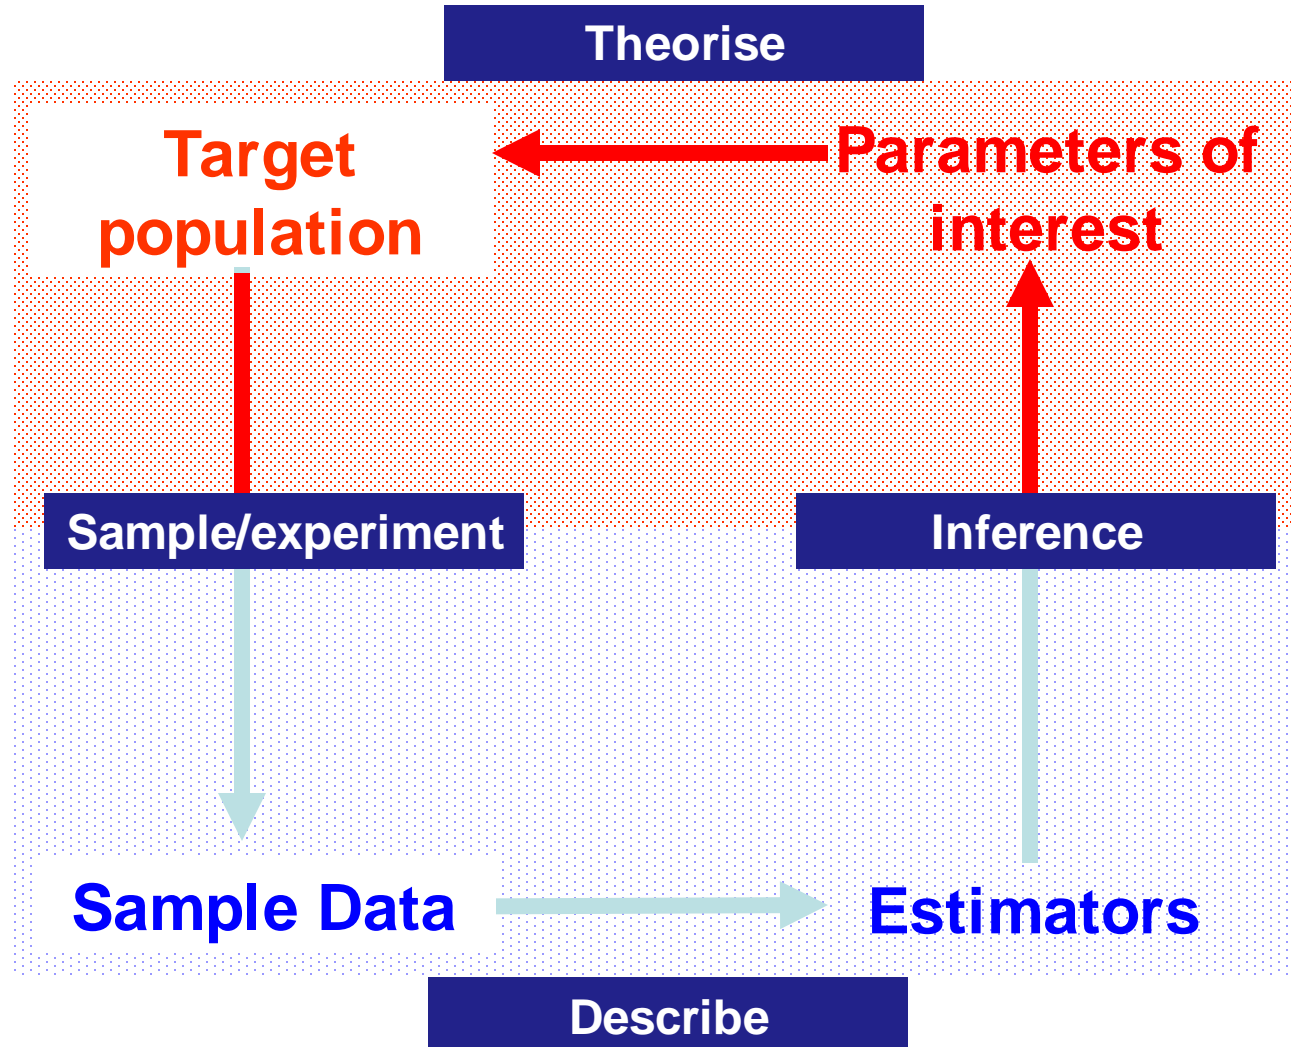 Theorise
Target
population
Parameters of
interest
Sample/experiment
Inference
Sample Data
Estimators
Describe